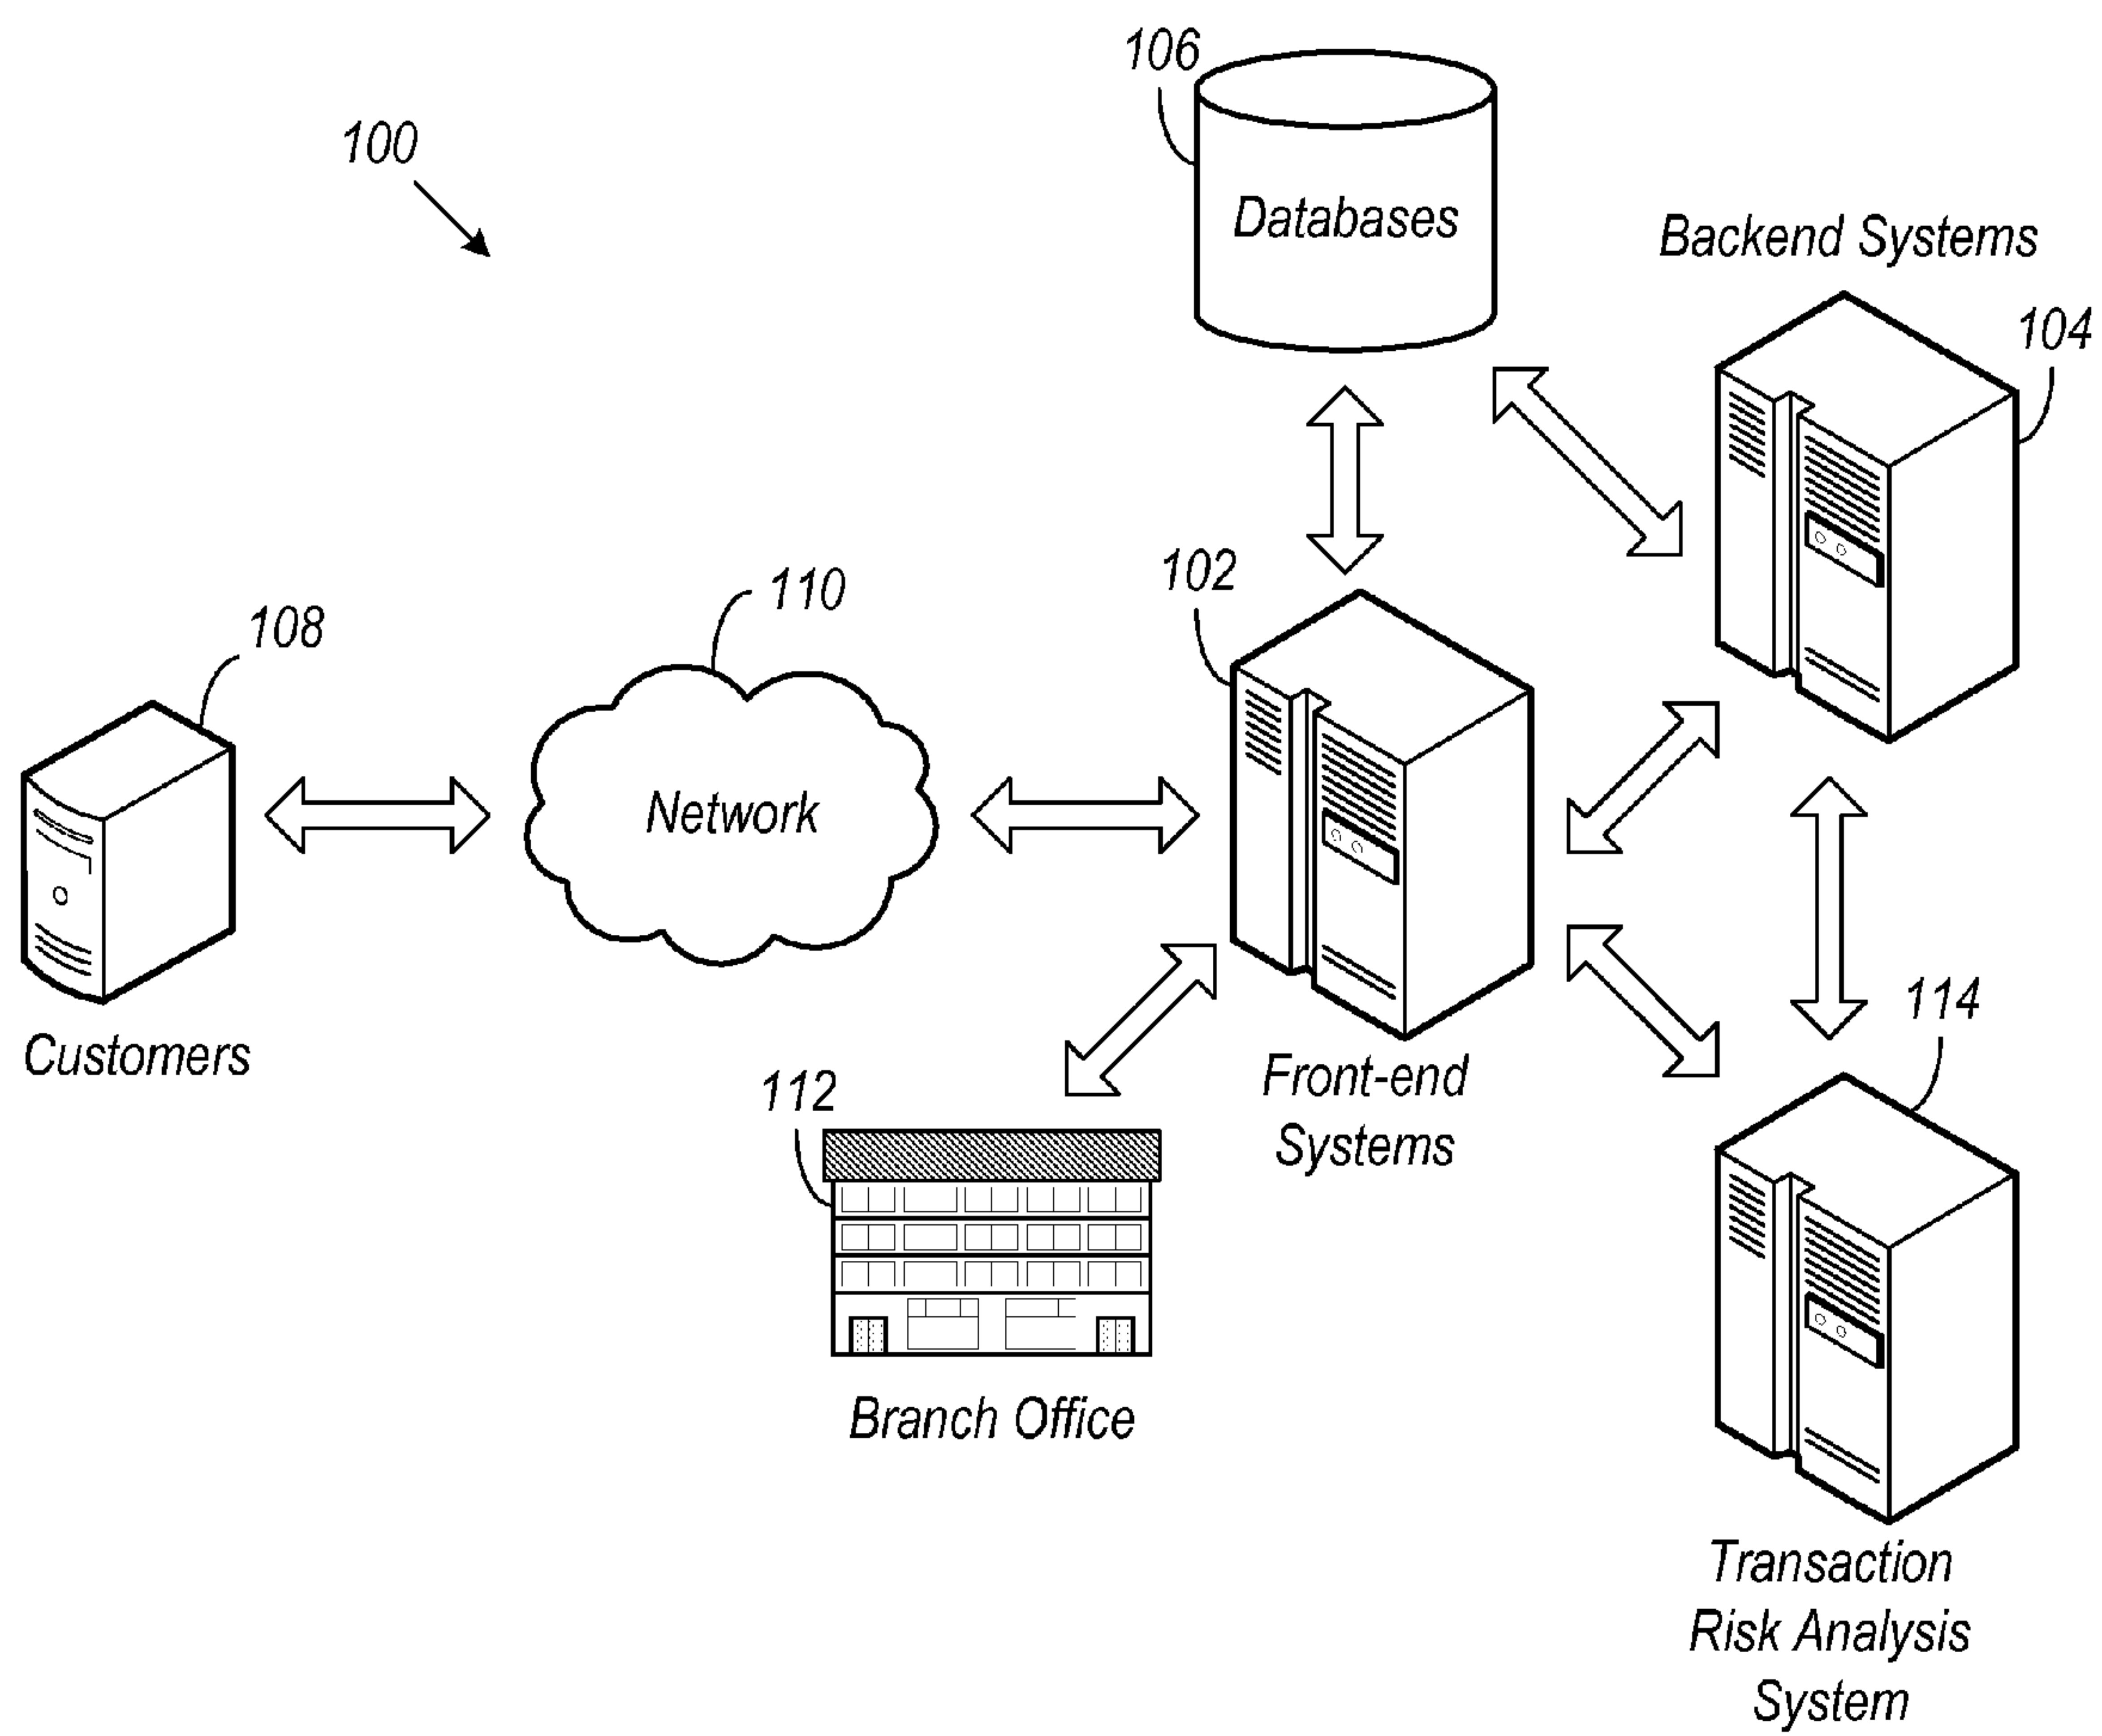 106
100
Databases
Backend Systems
104
102
110
108
Network
Customers
114
112
Front-end
Systems
Branch Office
Transaction
Risk Analysis
System